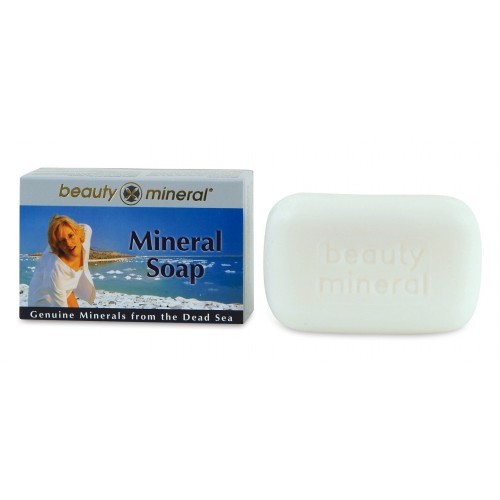 beauty mineral®
Mineral
Soap
Genuine Minerals from the Dead Sea
beauty
mineral